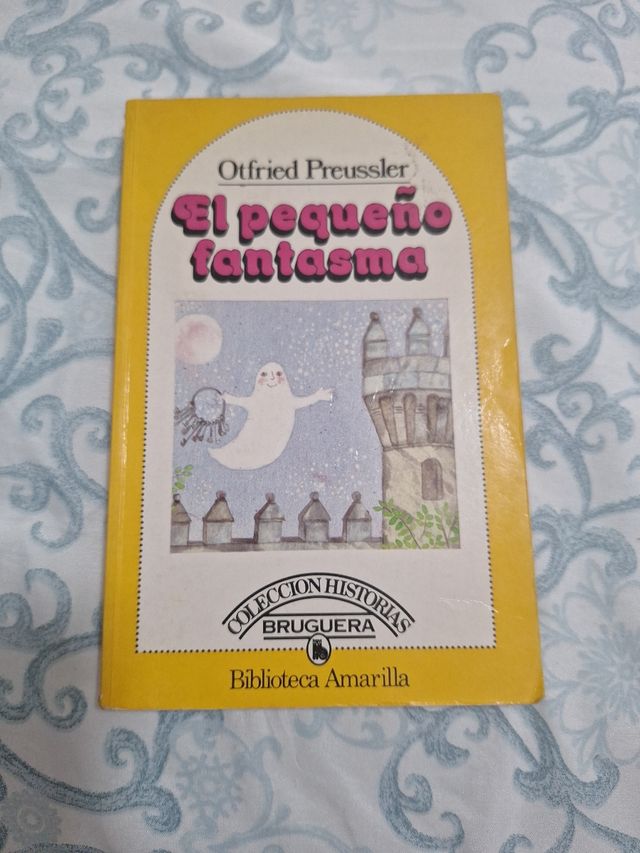 Otfried Preussler
El pequeño
fantasma
COLECCION HISTORIAS
BRUGUERA
Biblioteca Amarilla